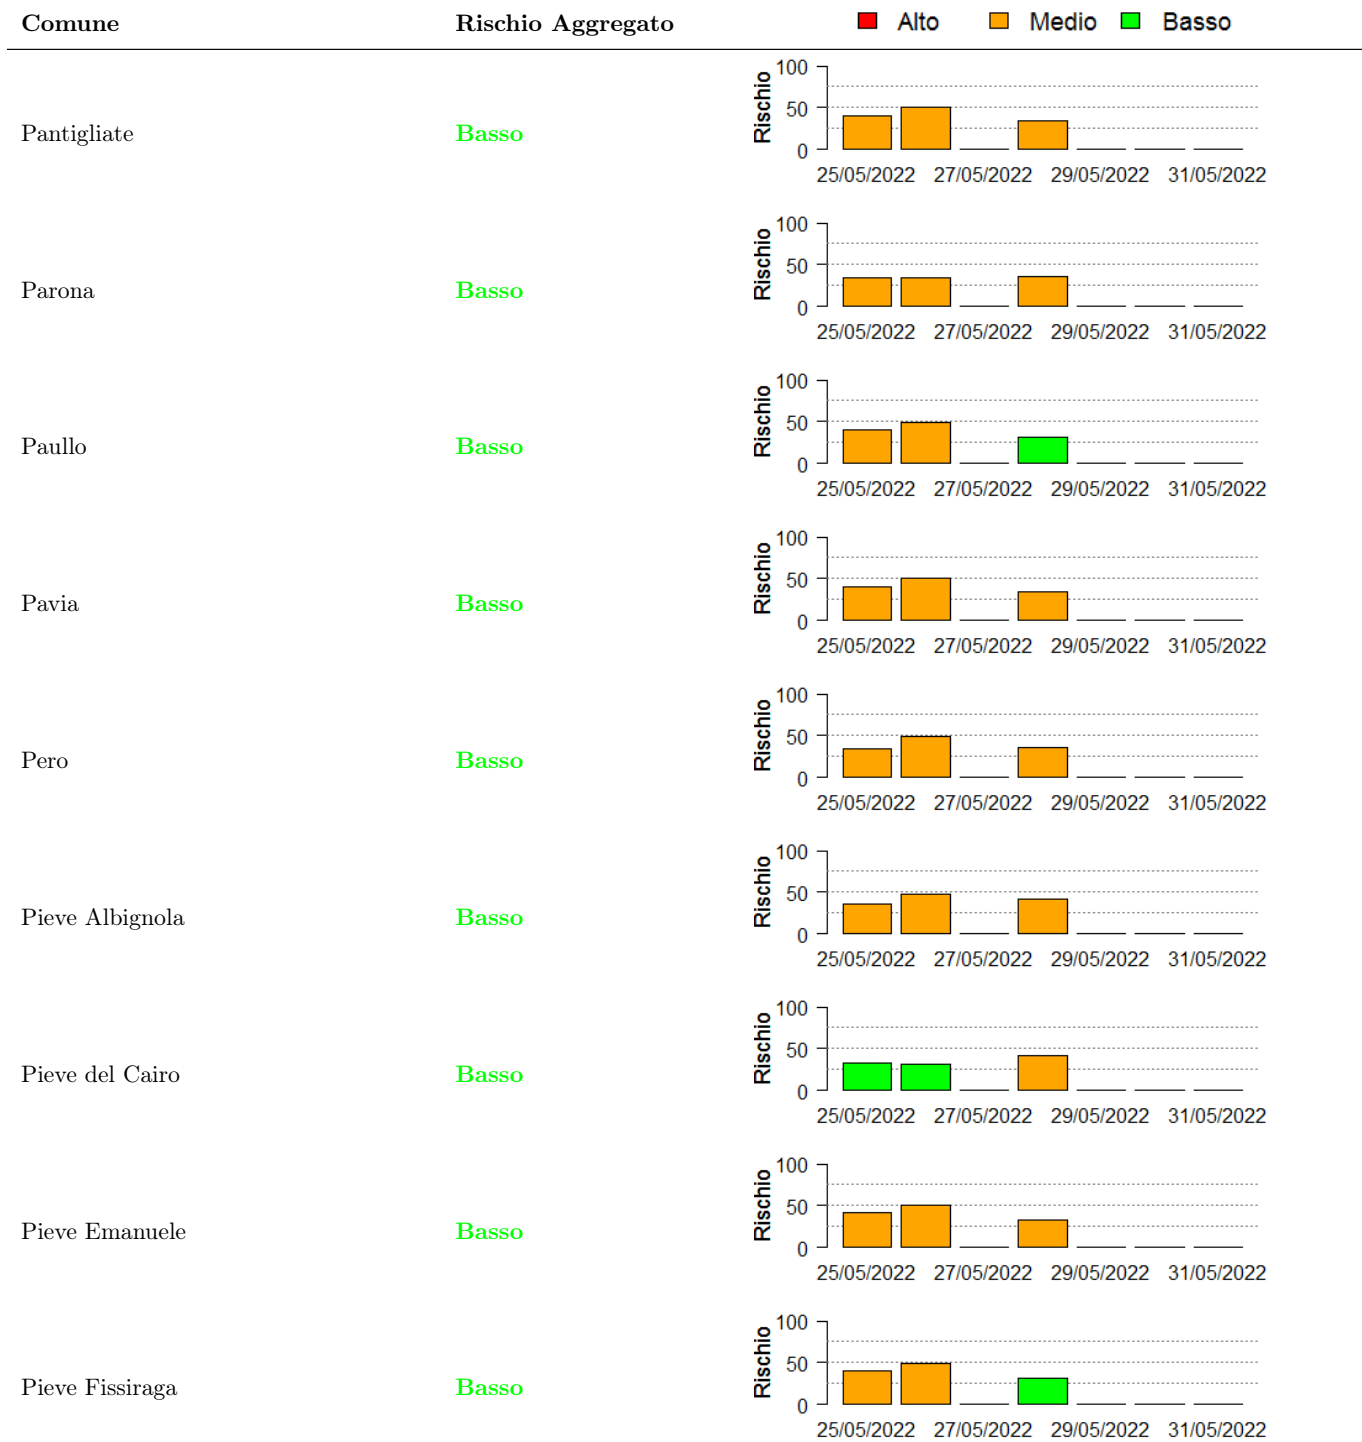 Comune Rischio Aggregato Alto Medio Basso
Pantigliate Basso Rischio 100 50 0
25/05/2022 27/05/2022 29/05/2022 31/05/2022
Parona Basso Rischio 100 50 0
25/05/2022 27/05/2022 29/05/2022 31/05/2022
Paullo Basso Rischio 100 50 0
25/05/2022 27/05/2022 29/05/2022 31/05/2022
Pavia Basso Rischio 100 50 0
25/05/2022 27/05/2022 29/05/2022 31/05/2022
Pero Basso Rischio 100 50 0
25/05/2022 27/05/2022 29/05/2022 31/05/2022
Pieve Albignola Basso Rischio 100 50 0
25/05/2022 27/05/2022 29/05/2022 31/05/2022
Pieve del Cairo Basso Rischio 100 50 0
25/05/2022 27/05/2022 29/05/2022 31/05/2022
Pieve Emanuele Basso Rischio 100 50 0
25/05/2022 27/05/2022 29/05/2022 31/05/2022
Pieve Fissiraga Basso Rischio 100 50 0
25/05/2022 27/05/2022 29/05/2022 31/05/2022